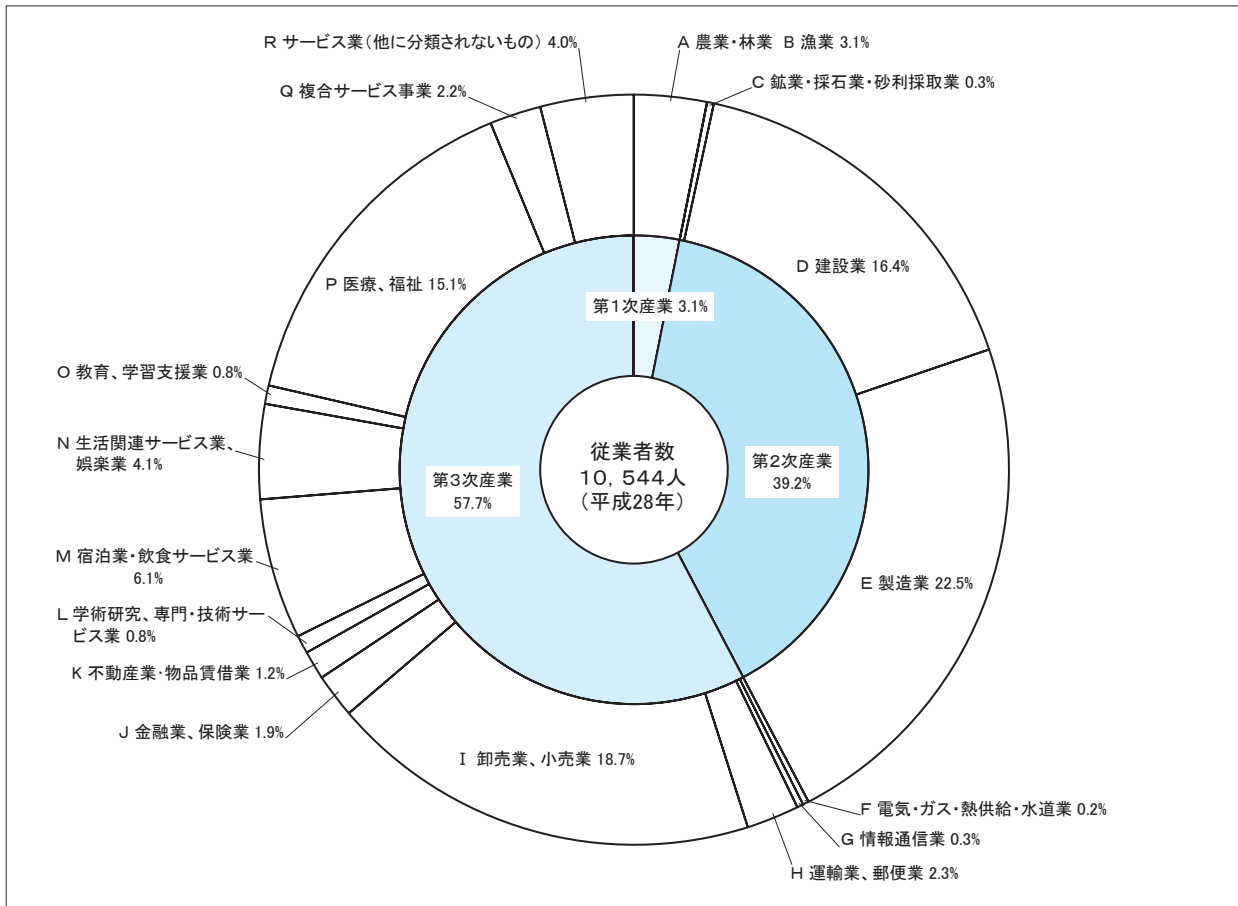 R サービス業（他に分類されないもの） 4.0%
A 農業・林業 B 漁業 3.1%
Q 複合サービス事業 2.2%
C 鉱業・採石業・砂利採取業 0.3%
P 医療、福祉 15.1%
D 建設業 16.4%
第1次産業 3.1%
O 教育、学習支援業 0.8%
N 生活関連サービス業、
娯楽業 4.1%
第3次産業
57.7%
従業者数
10,544人
（平成28年）
第2次産業
39.2%
M 宿泊業・飲食サービス業
6.1%
E 製造業 22.5%
L 学術研究、専門・技術サー
ビス業 0.8%
K 不動産業・物品賃借業 1.2%
J 金融業、保険業 1.9%
I 卸売業、小売業 18.7%
F 電気・ガス・熱供給・水道業 0.2%
G 情報通信業 0.3%
H 運輸業、郵便業 2.3%